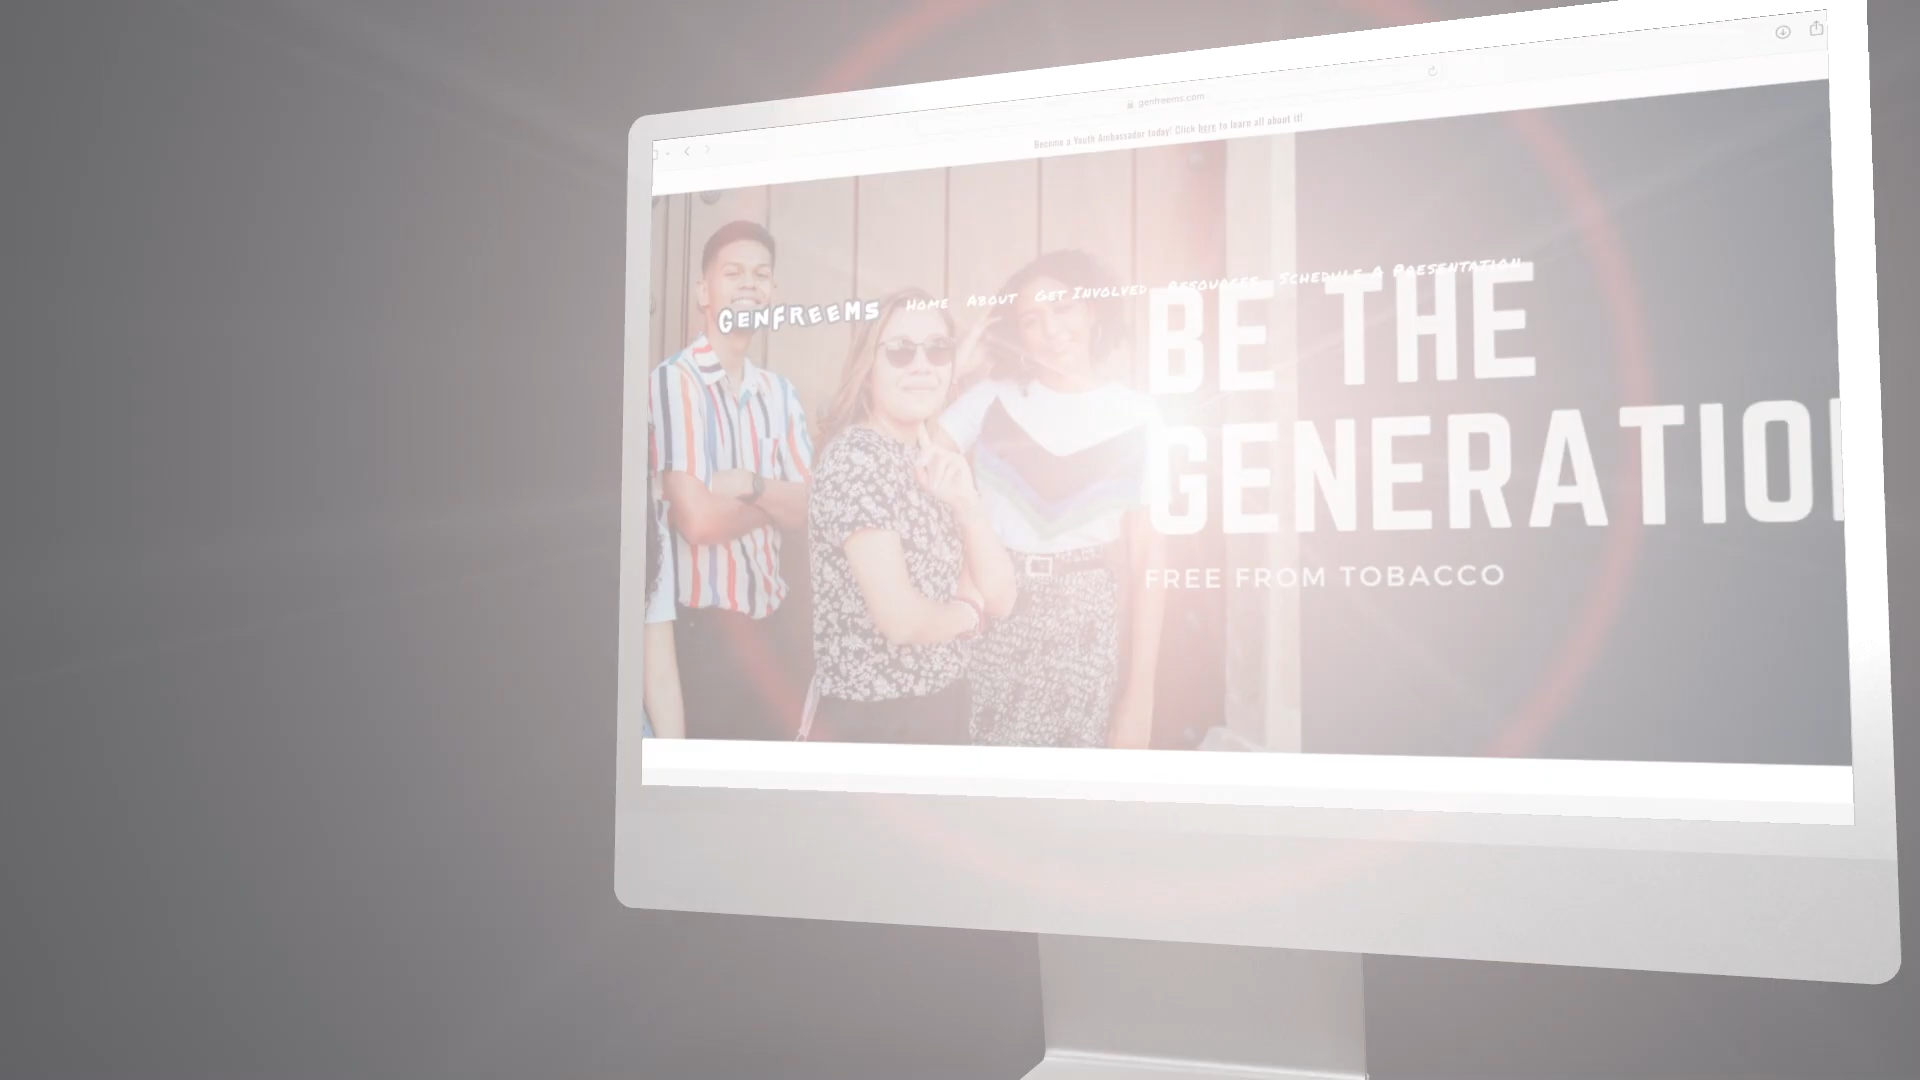 genfreems.com
Become a Youth Ambassador today! Click here to learn all about it!
GENFREEMS Home About Get Involved Resources Schedule A Presentation
BE THE
GENERATIO
FREE FROM TOBACCO